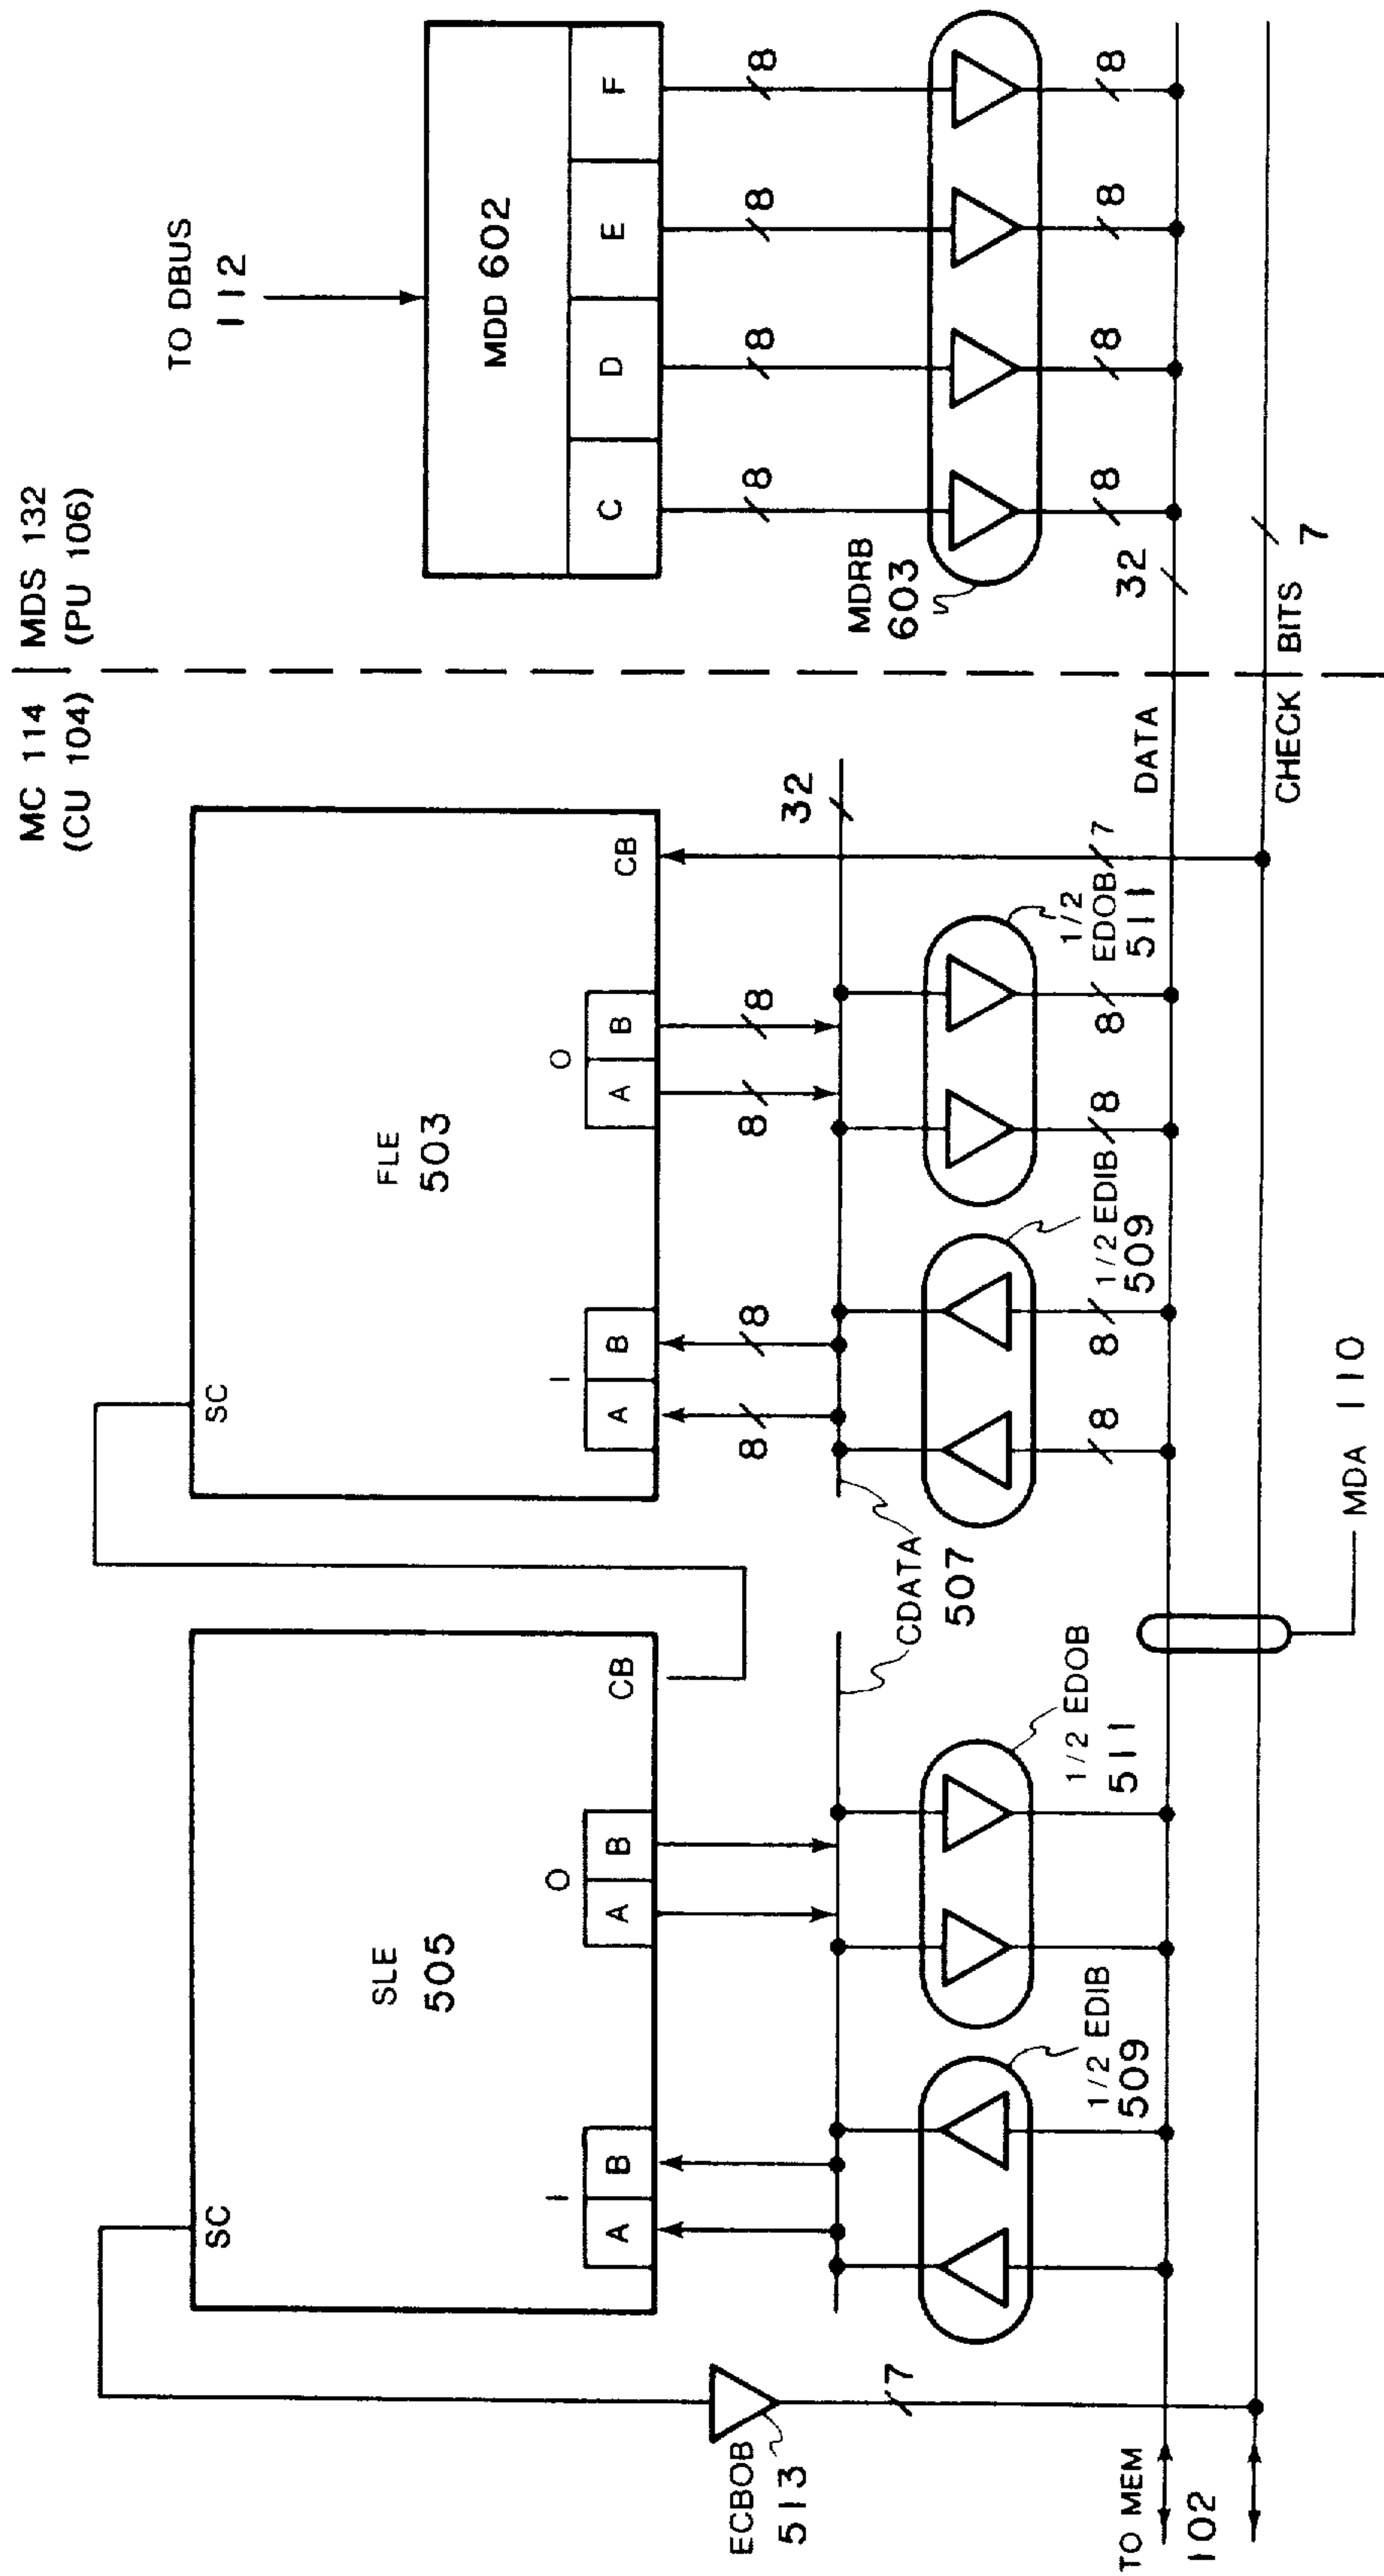 MC 114 | MDS 132
(CU 104) (PU 106)
TO DBUS
112
MDD 602
C D E F
8 8 8 8
MDRB
603
8 8 8 8
32
SC
SLE
505
I
A B
O
A B
CB
SC
FLE
503
I
A B
O
A B
CB
8 8
8 8
32
CDATA
507
1/2 EDIB
509
1/2 EDOB
511
8 8
1/2 EDIB
509
8 8
1/2
EDOB
511
7
ECBOB
513
7
DATA
CHECK BITS
7
TO MEM
102
MDA 110